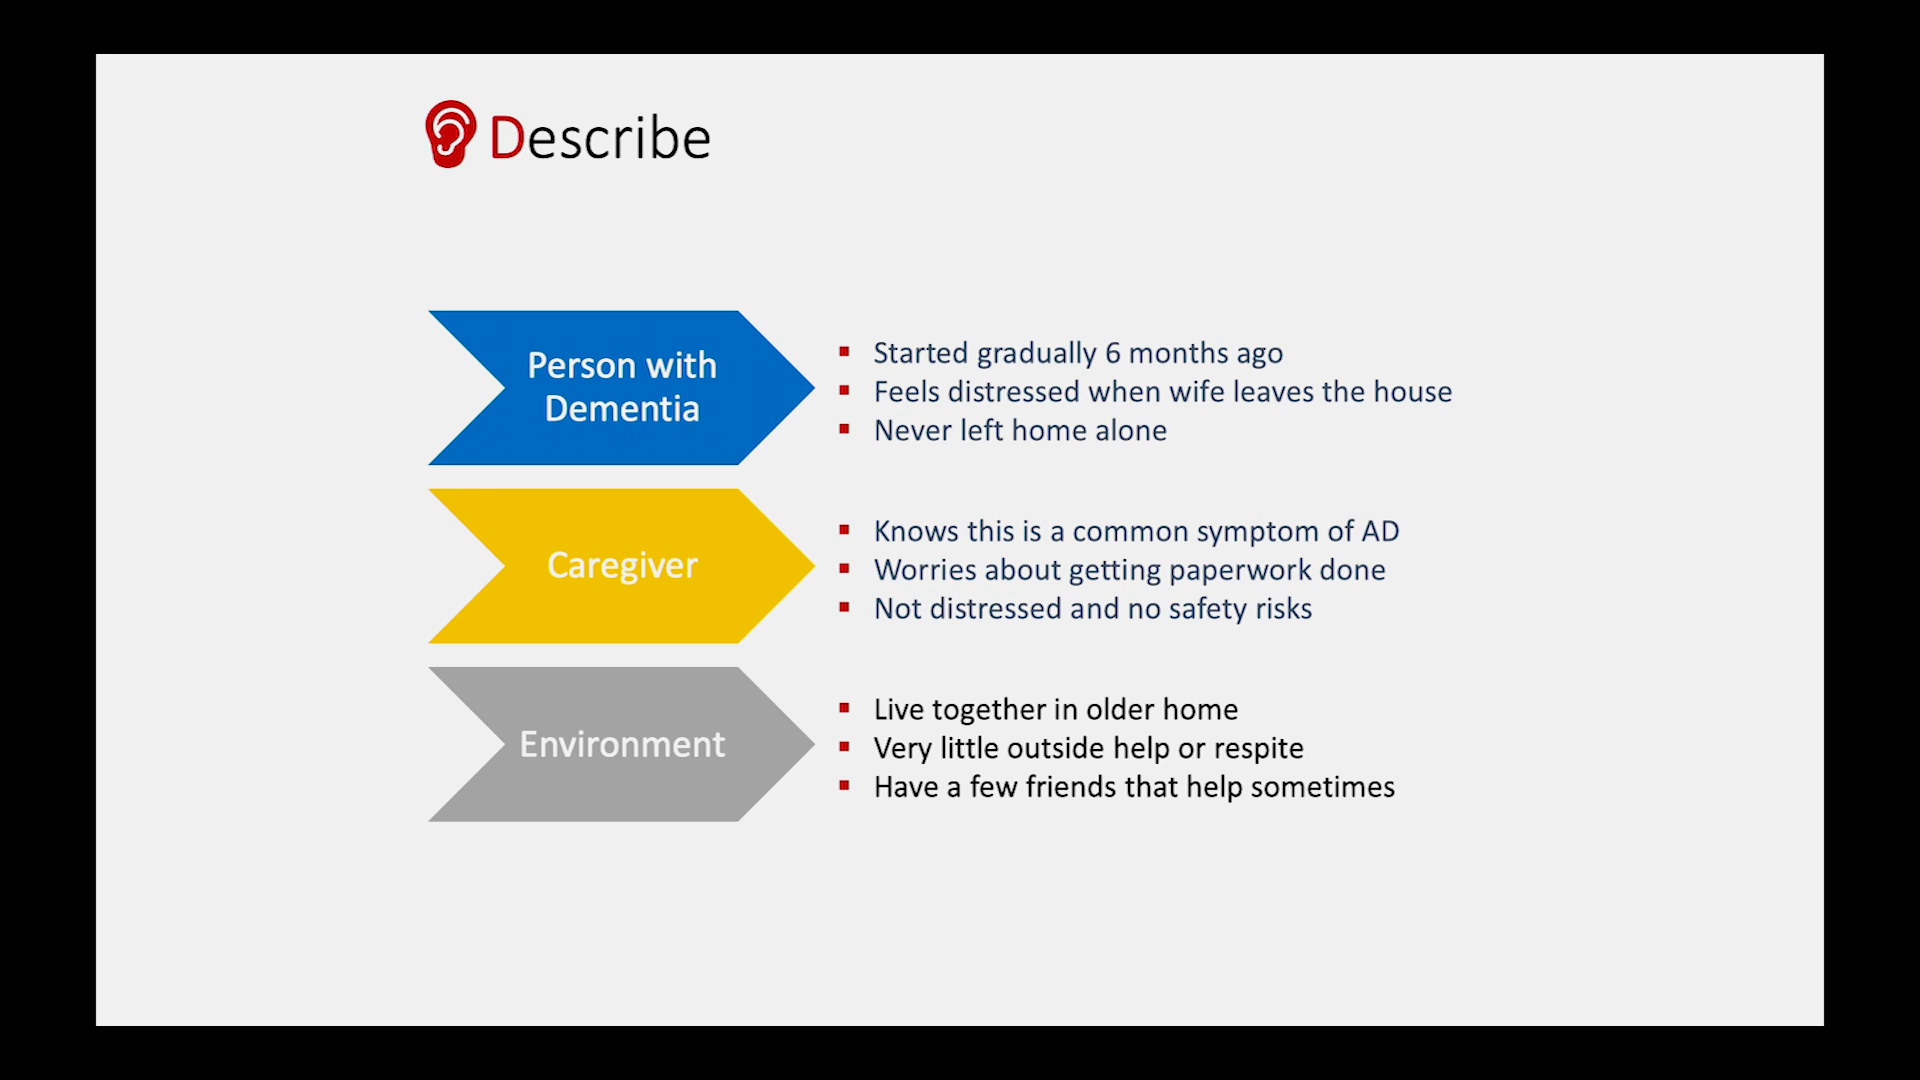 Describe
Person with
Dementia
Started gradually 6 months ago
Feels distressed when wife leaves the house
Never left home alone
Caregiver
Knows this is a common symptom of AD
Worries about getting paperwork done
Not distressed and no safety risks
Environment
Live together in older home
Very little outside help or respite
Have a few friends that help sometimes